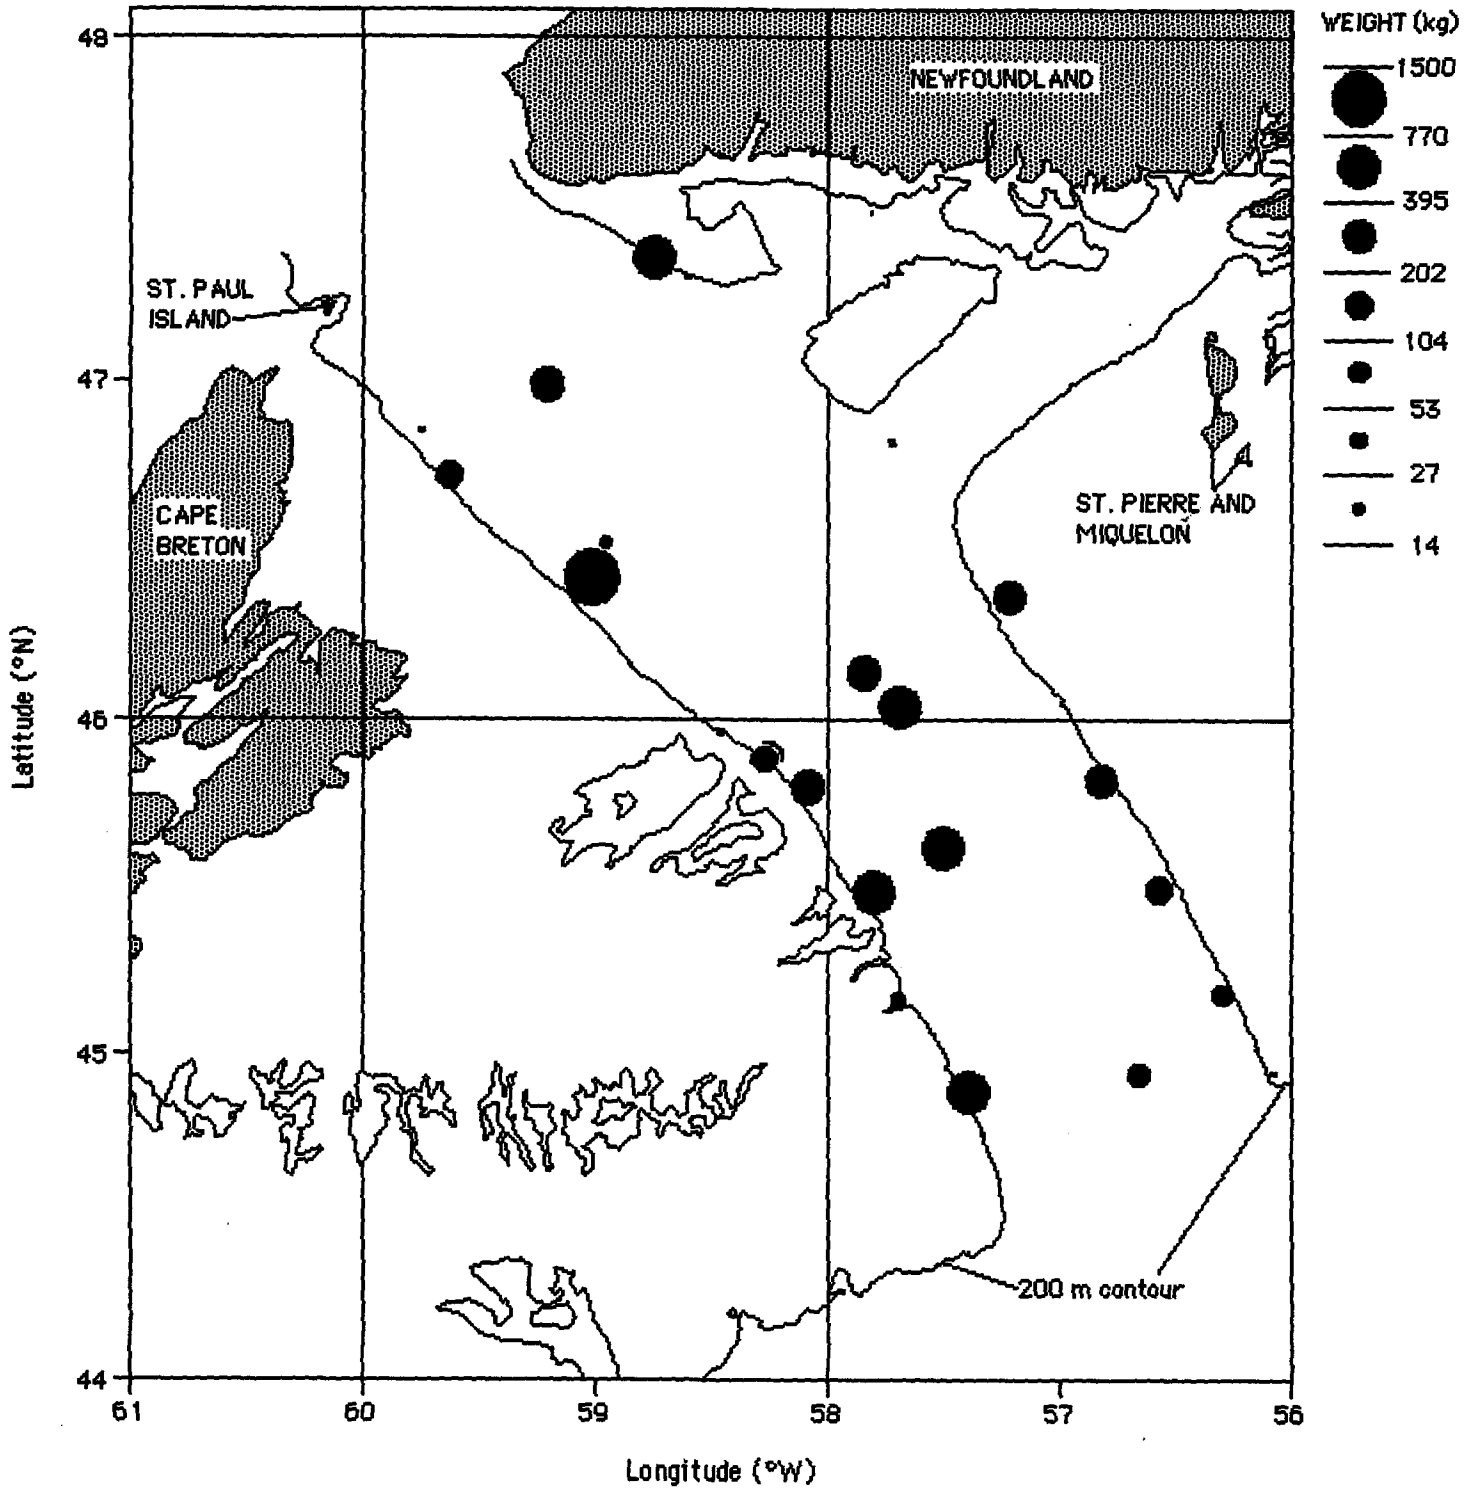 48
NEWFOUNDLAND
WEIGHT (kg)
1500
770
395
202
104
53
27
14
ST. PAUL
ISLAND
47
CAPE
BRETON
ST. PIERRE AND
MIQUELON
Latitude (°N)
46
45
200 m contour
44
61
60
59
58
57
56
Longitude (°W)